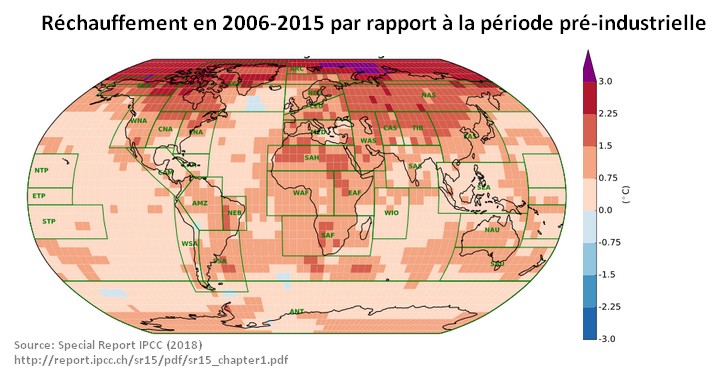 Réchauffement en 2006-2015 par rapport à la période pré-industrielle
3.0
2.25
1.5
0.75
0.0
-0.75
-1.5
-2.25
-3.0
(°C)
NAS
WNA
CNA
ENA
CAS
TIB
WAS
SAH
SAS
NTP
CAM
SEA
ETP
AMZ
WAF
EAF
NEB
WIO
STP
NAU
SAF
WSA
ANT
Source: Special Report IPCC (2018)
http://report.ipcc.ch/sr15/pdf/sr15_chapter1.pdf